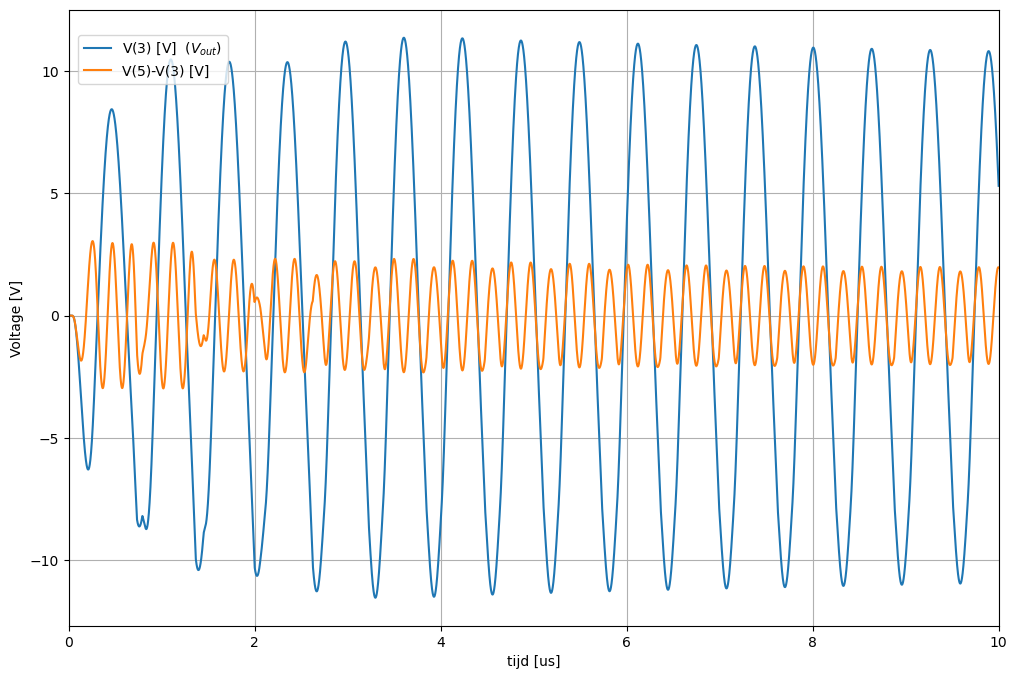 V(3) [V] (V_out)
V(5)-V(3) [V]
Voltage [V]
10
5
0
−5
−10
0 2 4 6 8 10
tijd [us]